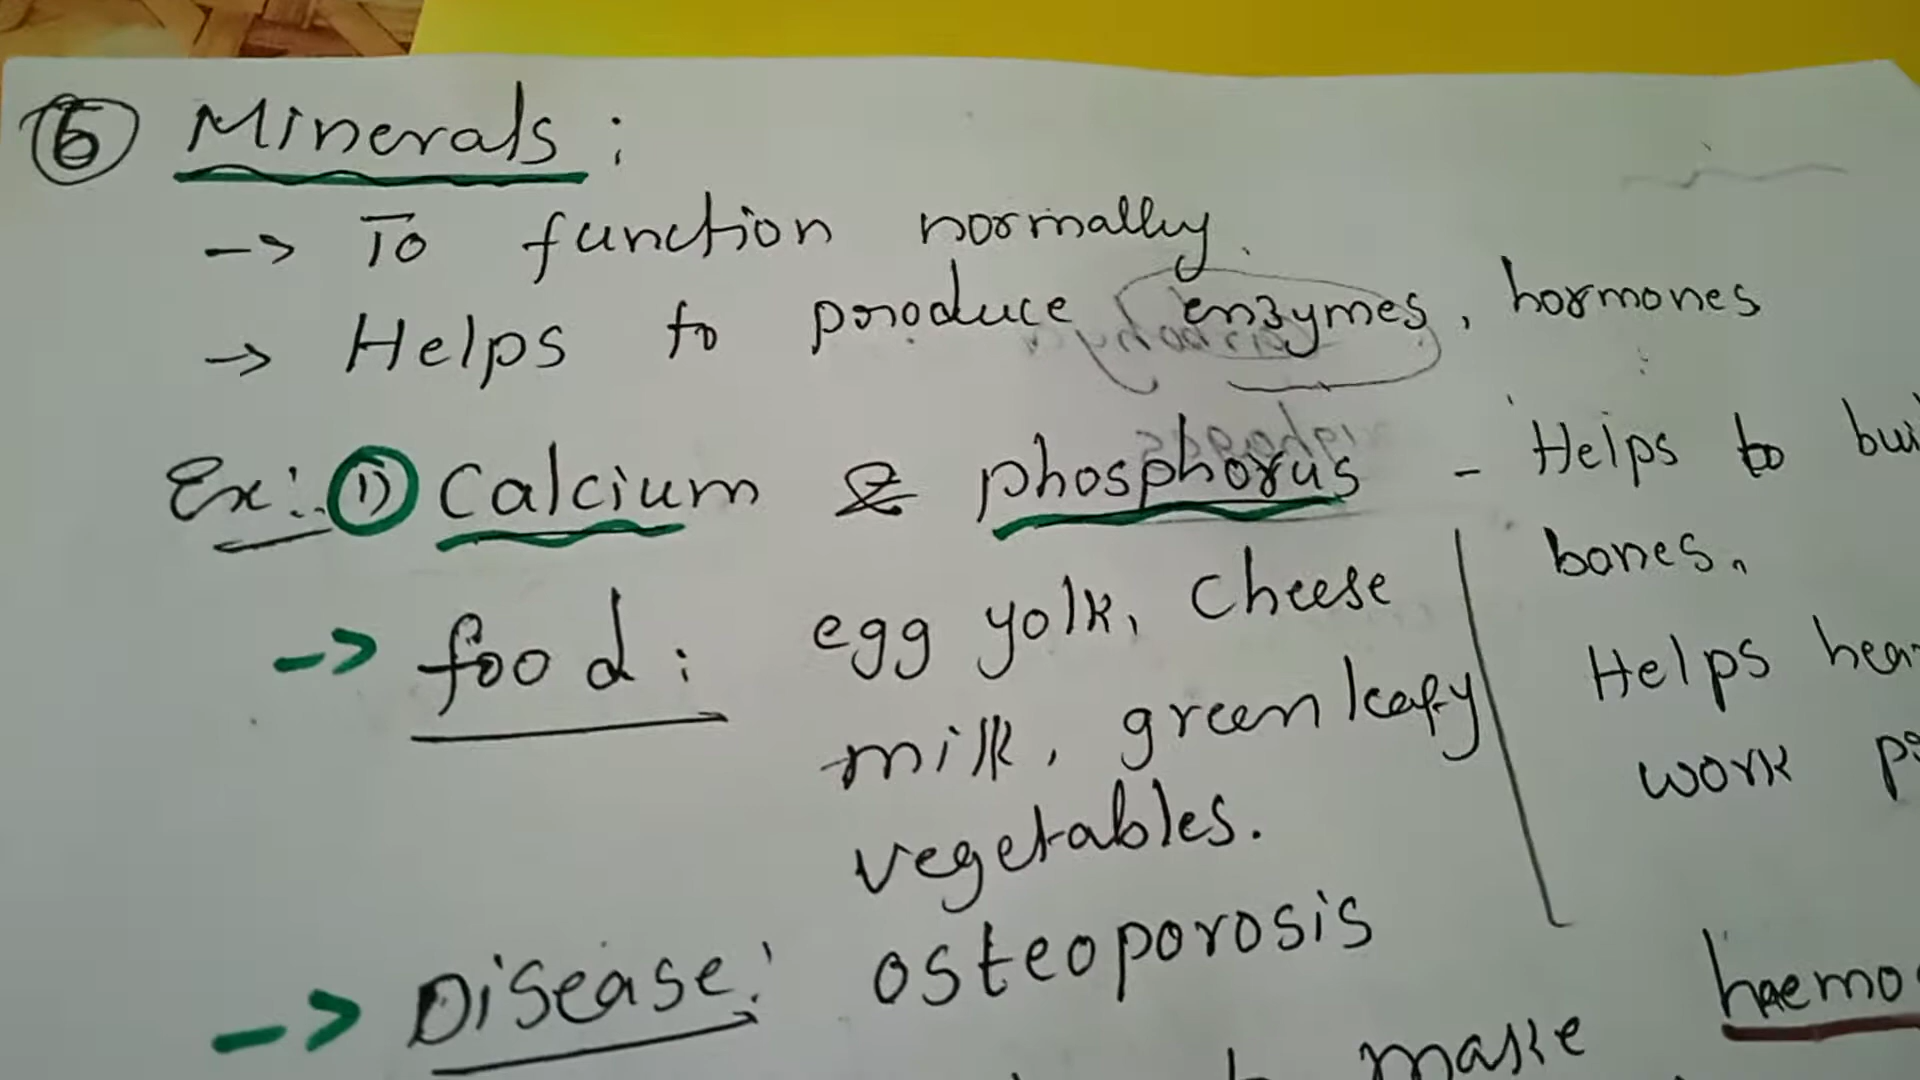 6 Minerals :
-> To function normally.
-> Helps to produce enzymes, hormones
Ex:- 1) Calcium & phosphorus - Helps to
bones.
-> food : egg yolk, cheese
milk, green leafy
vegetables.
Helps
work
-> Disease: osteoporosis
make